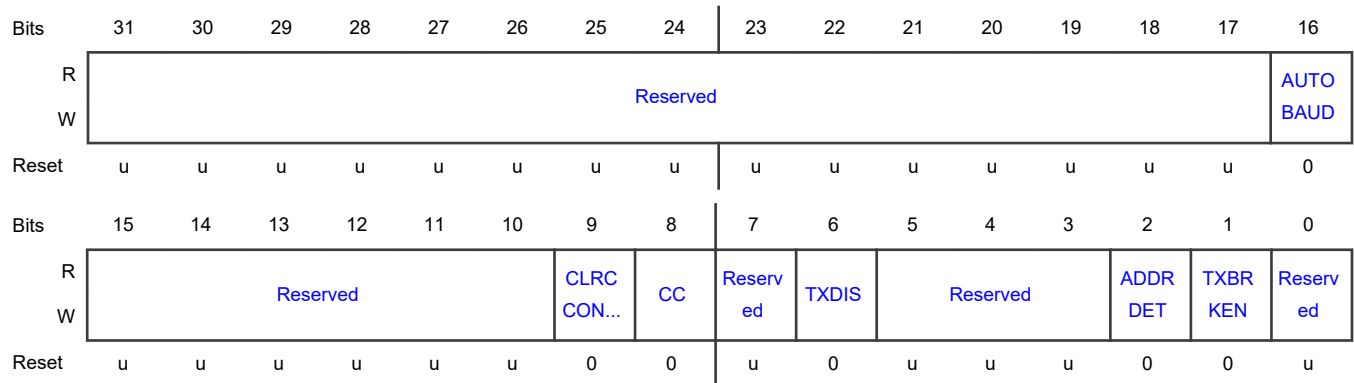 Bits 31 30 29 28 27 26 25 24 23 22 21 20 19 18 17 16
R
Reserved
AUTO
BAUD
W
Reset u u u u u u u u u u u u u u u 0
Bits 15 14 13 12 11 10 9 8 7 6 5 4 3 2 1 0
R
Reserved
CLRC
CON...
CC
Reserv
ed
TXDIS
Reserved
ADDR
DET
TXBR
KEN
Reserv
ed
W
Reset u u u u u u 0 0 u 0 u u u 0 0 u